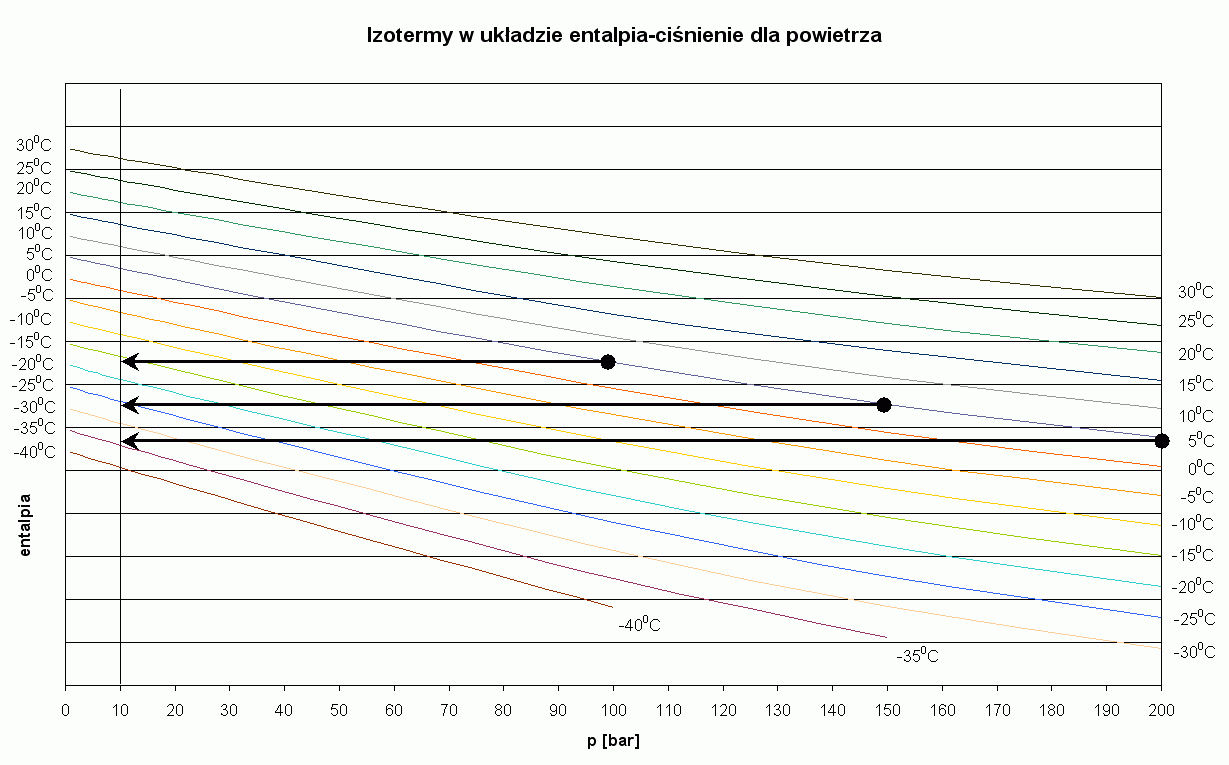 Izotermy w układzie entalpia-ciśnienie dla powietrza
30⁰C
25⁰C
20⁰C
15⁰C
10⁰C
5⁰C
0⁰C
-5⁰C
-10⁰C
-15⁰C
-20⁰C
-25⁰C
-30⁰C
-35⁰C
-40⁰C
30⁰C
25⁰C
20⁰C
15⁰C
10⁰C
5⁰C
0⁰C
-5⁰C
-10⁰C
-15⁰C
-20⁰C
-25⁰C
-30⁰C
-40⁰C
-35⁰C
entalpia
0 10 20 30 40 50 60 70 80 90 100 110 120 130 140 150 160 170 180 190 200
p [bar]